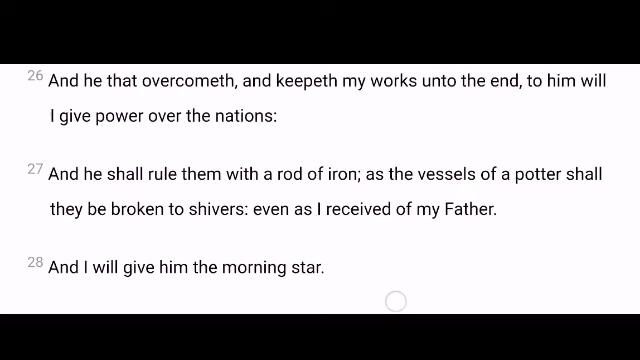 26 And he that overcometh, and keepeth my works unto the end, to him will
I give power over the nations:
27 And he shall rule them with a rod of iron; as the vessels of a potter shall
they be broken to shivers: even as I received of my Father.
28 And I will give him the morning star.